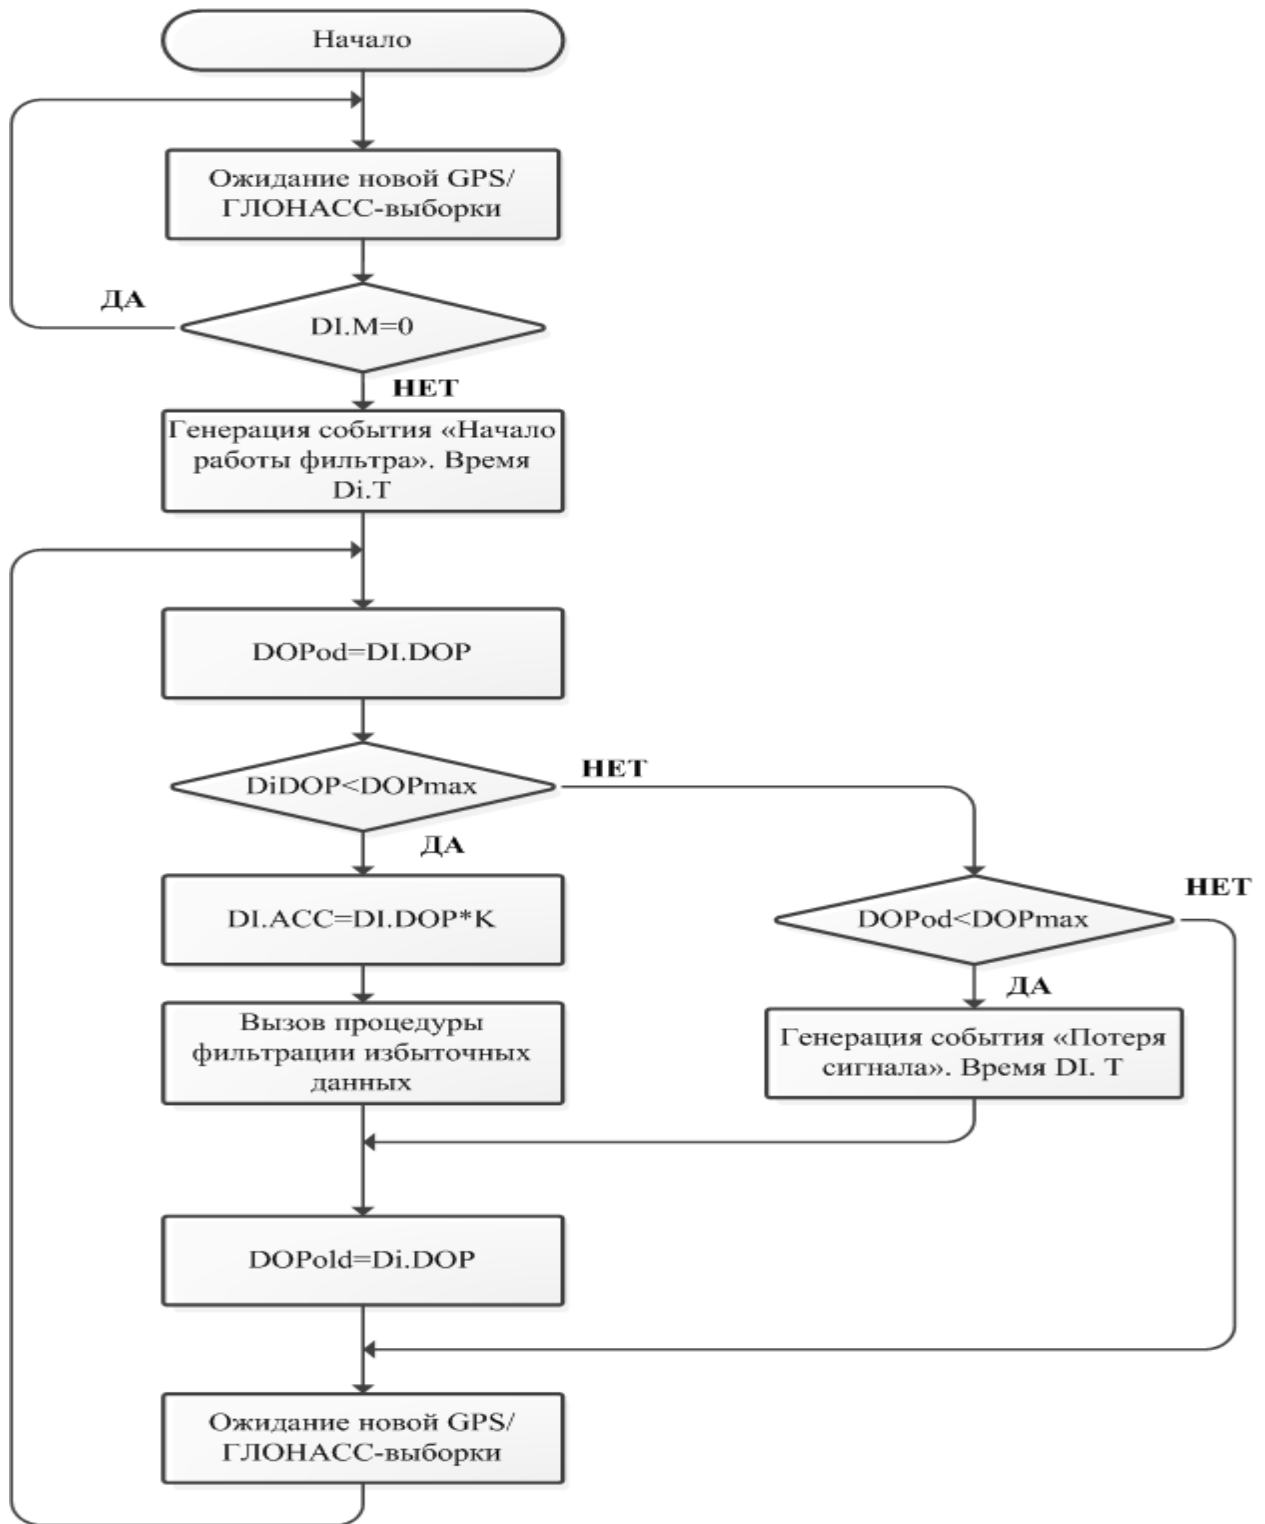 Начало
Ожидание новой GPS/
ГЛОНАСС-выборки
ДА
DI.M=0
НЕТ
Генерация события «Начало
работы фильтра». Время
Di.T
DOPod=DI.DOP
DiDOP<DOPmax
НЕТ
ДА
DI.ACC=DI.DOP*K
DOPod<DOPmax
НЕТ
ДА
Вызов процедуры
фильтрации избыточных
данных
Генерация события «Потеря
сигнала». Время DI. T
DOPold=Di.DOP
Ожидание новой GPS/
ГЛОНАСС-выборки